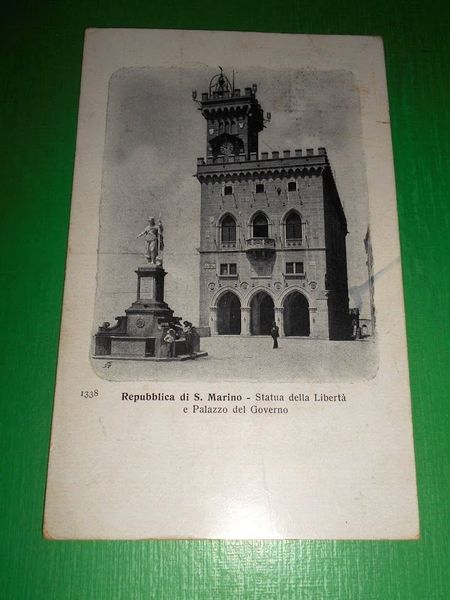 1338 Repubblica di S. Marino - Statua della Libertà
e Palazzo del Governo